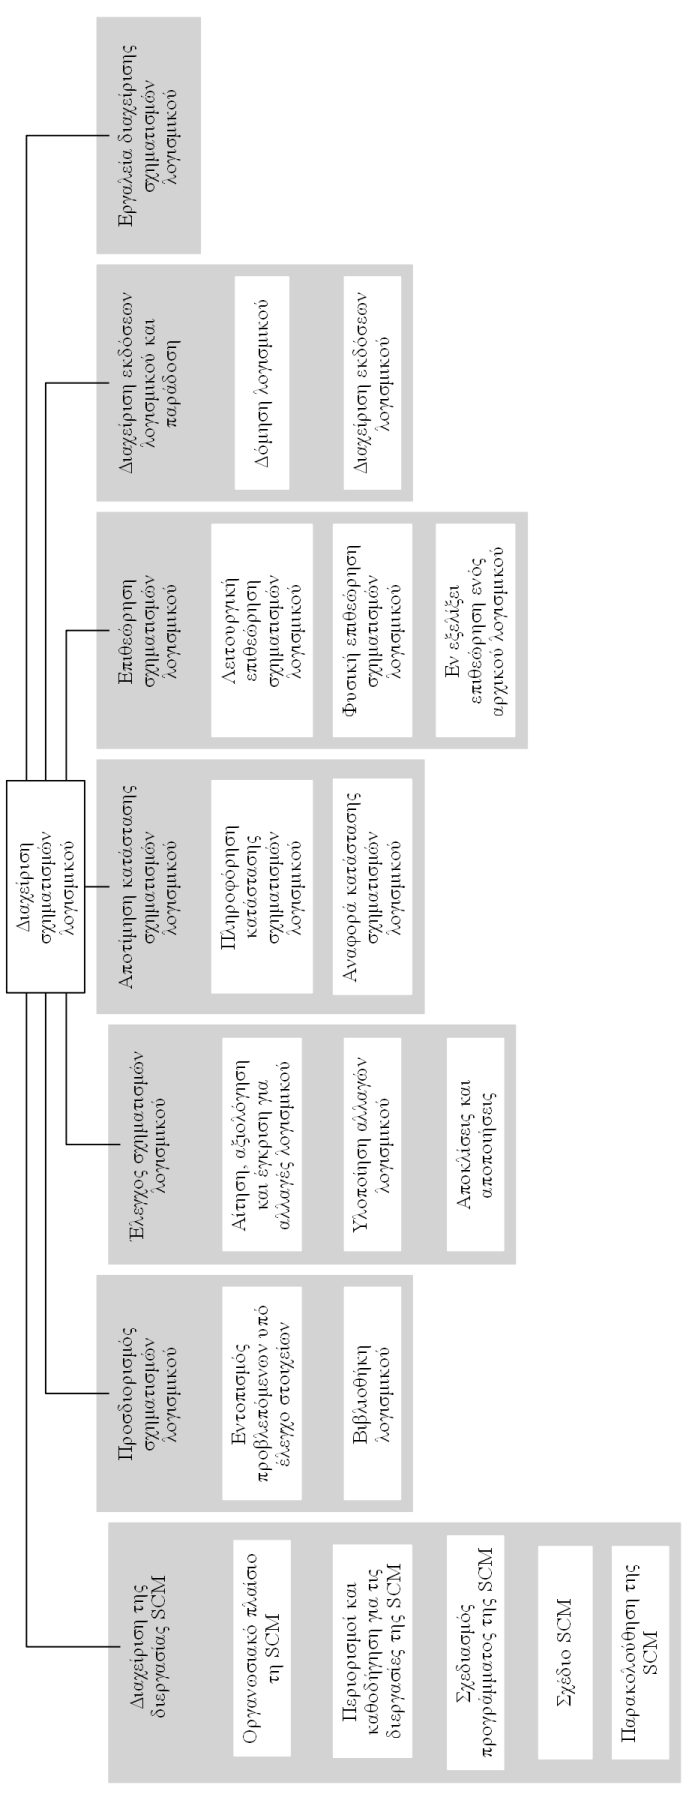 Διαχείριση
σχηματισμών
λογισμικού
Διαχείριση της
διεργασίας SCM
Οργανωσιακό πλαίσιο
τη SCM
Περιορισμοί και
καθοδήγηση για τις
διεργασίες της SCM
Σχεδιασμός
προγράμματος της SCM
Σχέδιο SCM
Παρακολούθηση της
SCM
Προσδιορισμός
σχηματισμών
λογισμικού
Εντοπισμός
προβλεπόμενων υπό
έλεγχο στοιχείων
Βιβλιοθήκη
λογισμικού
Έλεγχος σχηματισμών
λογισμικού
Αίτηση, αξιολόγηση
και έγκριση για
αλλαγές λογισμικού
Υλοποίηση αλλαγών
λογισμικού
Αποκλίσεις και
αποποιήσεις
Αποτίμηση κατάστασης
σχηματισμών
λογισμικού
Πληροφόρηση
κατάστασης
σχηματισμών
λογισμικού
Αναφορά κατάστασης
σχηματισμών
λογισμικού
Επιθεώρηση
σχηματισμών
λογισμικού
Λειτουργική
επιθεώρηση
σχηματισμών
λογισμικού
Φυσική επιθεώρηση
σχηματισμών
λογισμικού
Εν εξελίξει
επιθεώρηση ενός
αρχικού λογισμικού
Διαχείριση εκδόσεων
λογισμικού και
παράδοση
Δόμηση λογισμικού
Διαχείριση εκδόσεων
λογισμικού
Εργαλεία διαχείρισης
σχηματισμών
λογισμικού